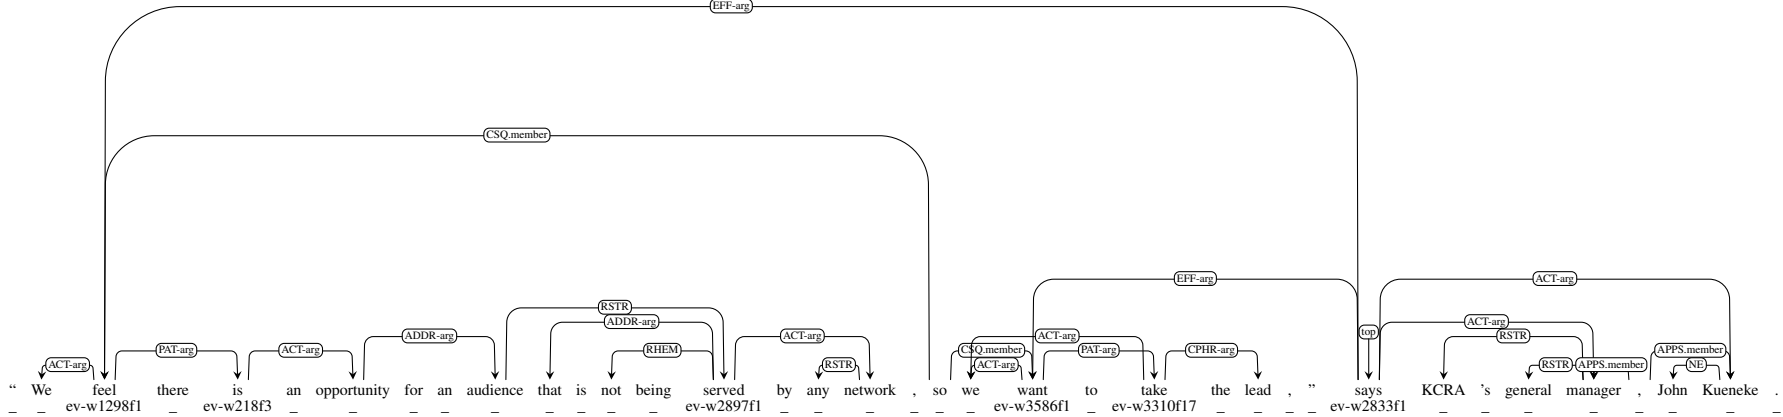 EFF-arg
CSQ.member
EFF-arg ACT-arg
RSTR
ADDR-arg ACT-arg
top
ADDR-arg ACT-arg ACT-arg RSTR
PAT-arg ACT-arg RHEM CSQ.member PAT-arg CPHR-arg APPS.member
ACT-arg RSTR ACT-arg RSTR APPS.member NE
“ We feel there is an opportunity for an audience that is not being served by any network , so we want to take the lead , ” says KCRA 's general manager , John Kueneke .
_ _ ev-w1298f1 _ ev-w218f3 _ _ _ _ _ _ _ _ _ ev-w2897f1 _ _ _ _ _ _ ev-w3586f1 _ ev-w3310f17 _ _ _ _ ev-w2833f1 _ _ _ _ _ _ _ _